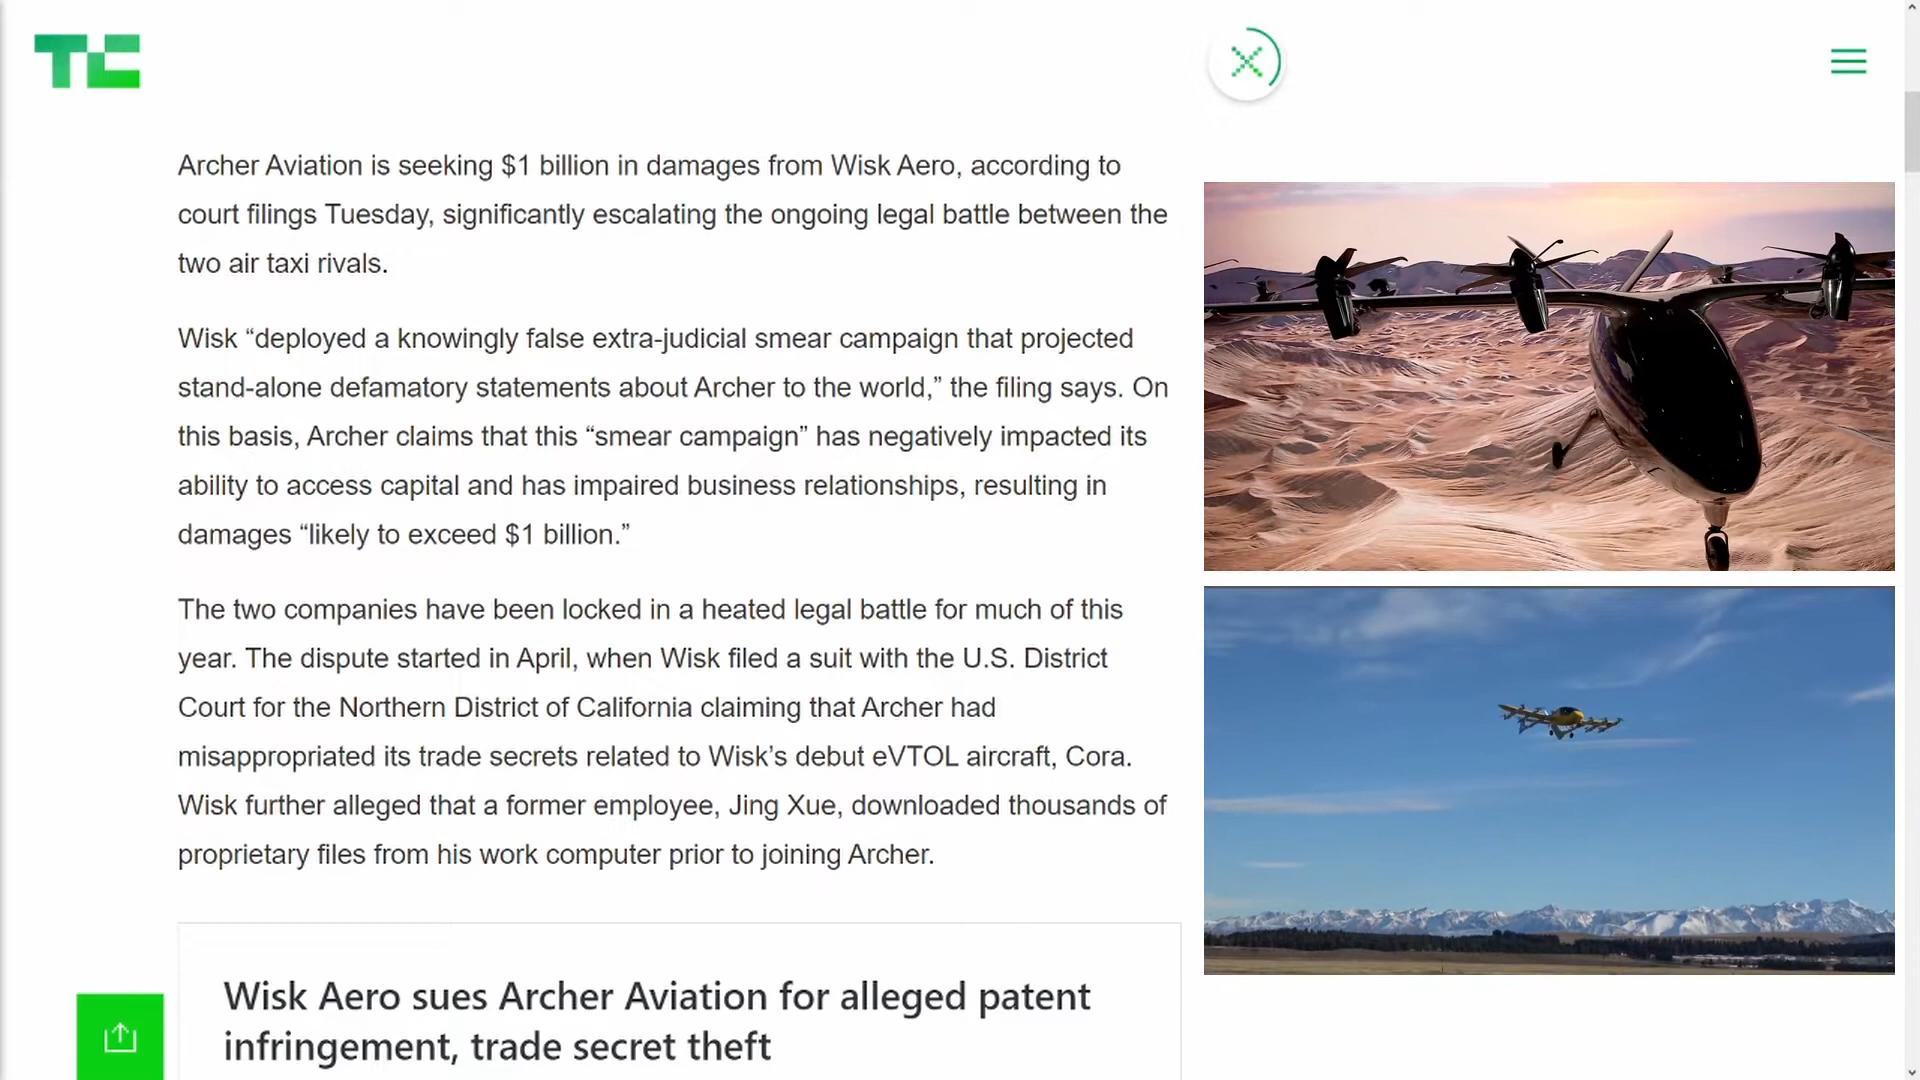 TC
Archer Aviation is seeking $1 billion in damages from Wisk Aero, according to
court filings Tuesday, significantly escalating the ongoing legal battle between the
two air taxi rivals.
Wisk “deployed a knowingly false extra-judicial smear campaign that projected
stand-alone defamatory statements about Archer to the world,” the filing says. On
this basis, Archer claims that this “smear campaign” has negatively impacted its
ability to access capital and has impaired business relationships, resulting in
damages “likely to exceed $1 billion.”
The two companies have been locked in a heated legal battle for much of this
year. The dispute started in April, when Wisk filed a suit with the U.S. District
Court for the Northern District of California claiming that Archer had
misappropriated its trade secrets related to Wisk’s debut eVTOL aircraft, Cora.
Wisk further alleged that a former employee, Jing Xue, downloaded thousands of
proprietary files from his work computer prior to joining Archer.
Wisk Aero sues Archer Aviation for alleged patent
infringement, trade secret theft